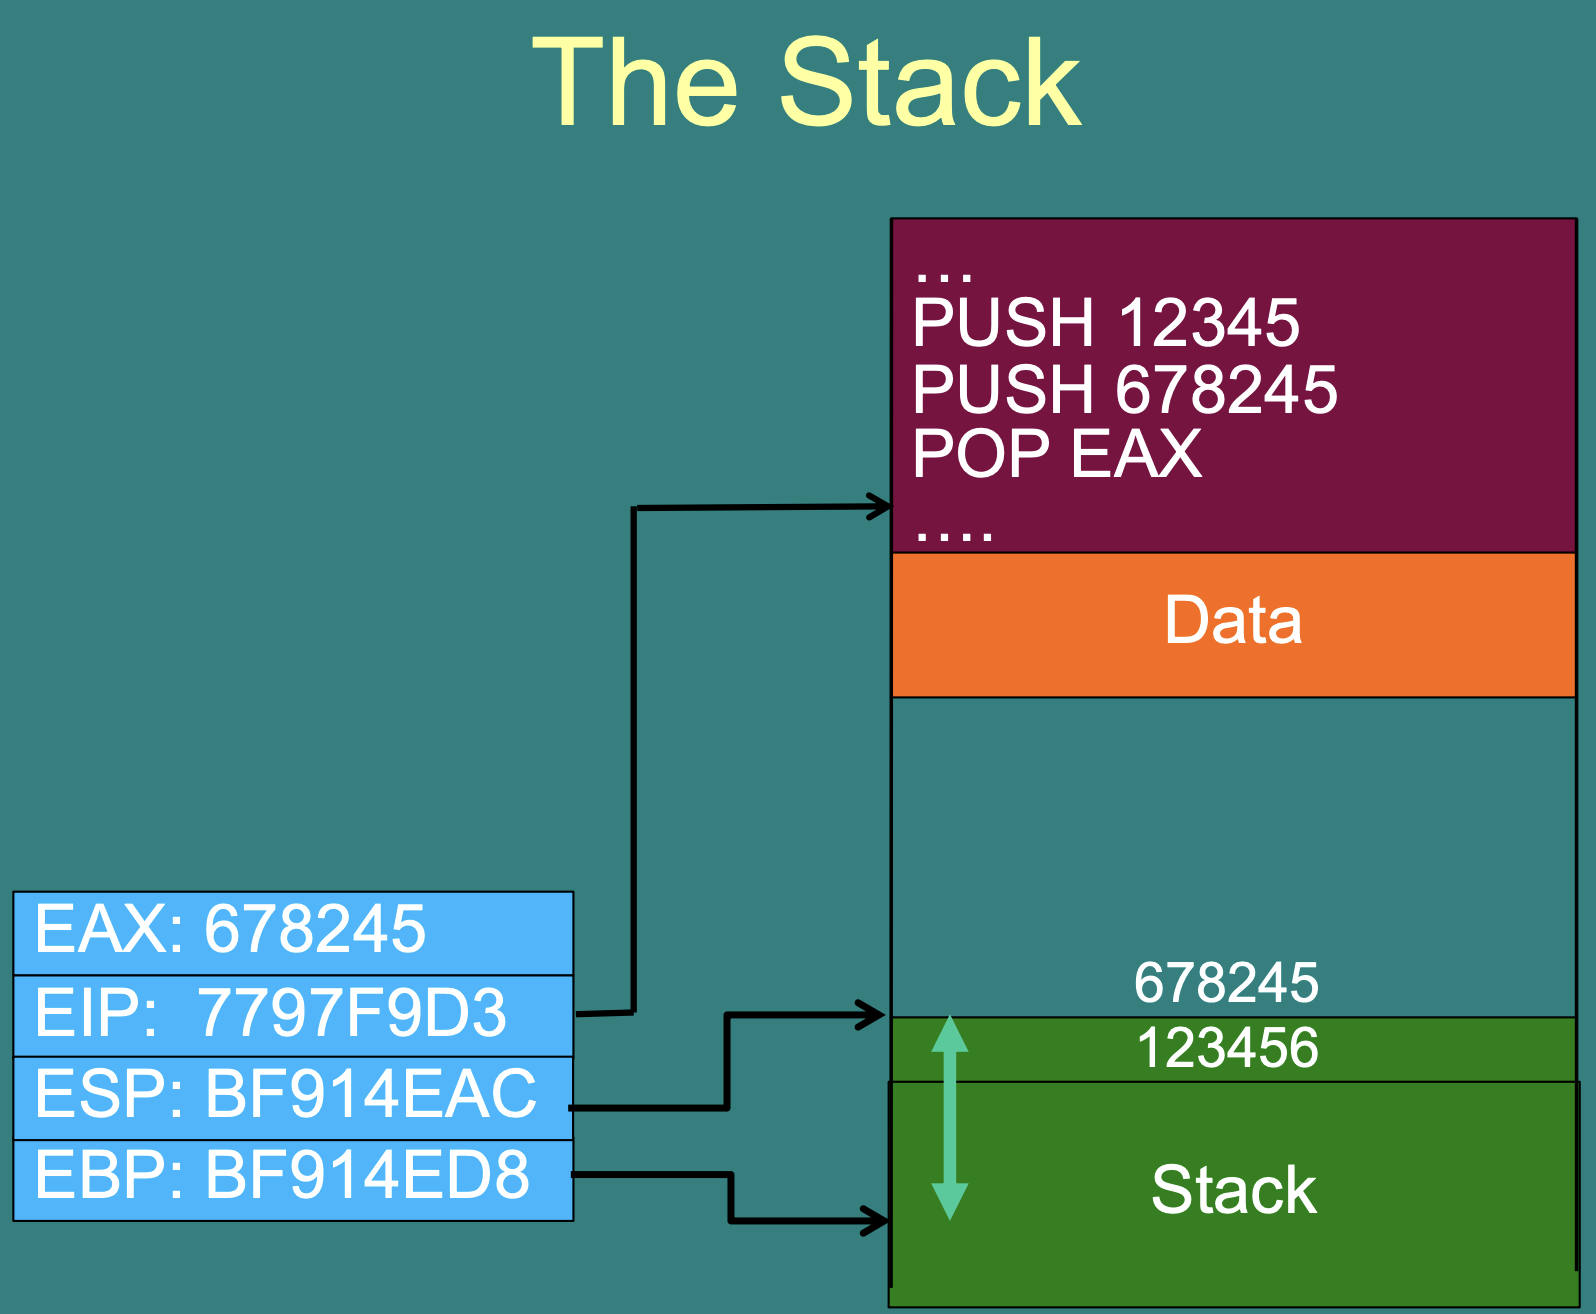 The Stack
...
PUSH 12345
PUSH 678245
POP EAX
....
Data
EAX: 678245
EIP: 7797F9D3
ESP: BF914EAC
EBP: BF914ED8
678245
123456
Stack